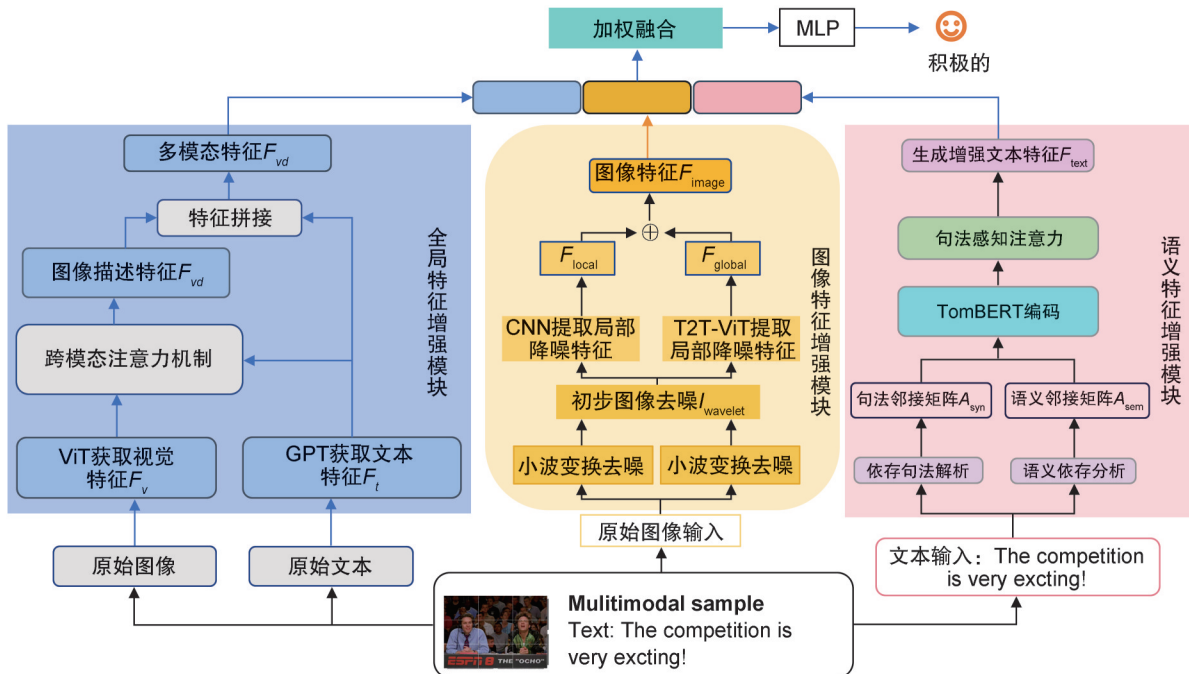 加权融合
MLP
积极的
多模态特征F_vd
特征拼接
图像描述特征F_vd
跨模态注意力机制
ViT获取视觉
特征F_v
GPT获取文本
特征F_t
原始图像
原始文本
全局特征增强模块
图像特征F_image
⊕
F_local
F_global
CNN提取局部
降噪特征
T2T-ViT提取
局部降噪特征
初步图像去噪I_wavelet
小波变换去噪
小波变换去噪
原始图像输入
图像特征增强模块
生成增强文本特征F_text
句法感知注意力
TomBERT编码
句法邻接矩阵A_syn
语义邻接矩阵A_sem
依存句法解析
语义依存分析
语义特征增强模块
文本输入：The competition
is very excting!
Mulitimodal sample
Text: The competition is
very excting!
ESPN 8 THE "OCHO"